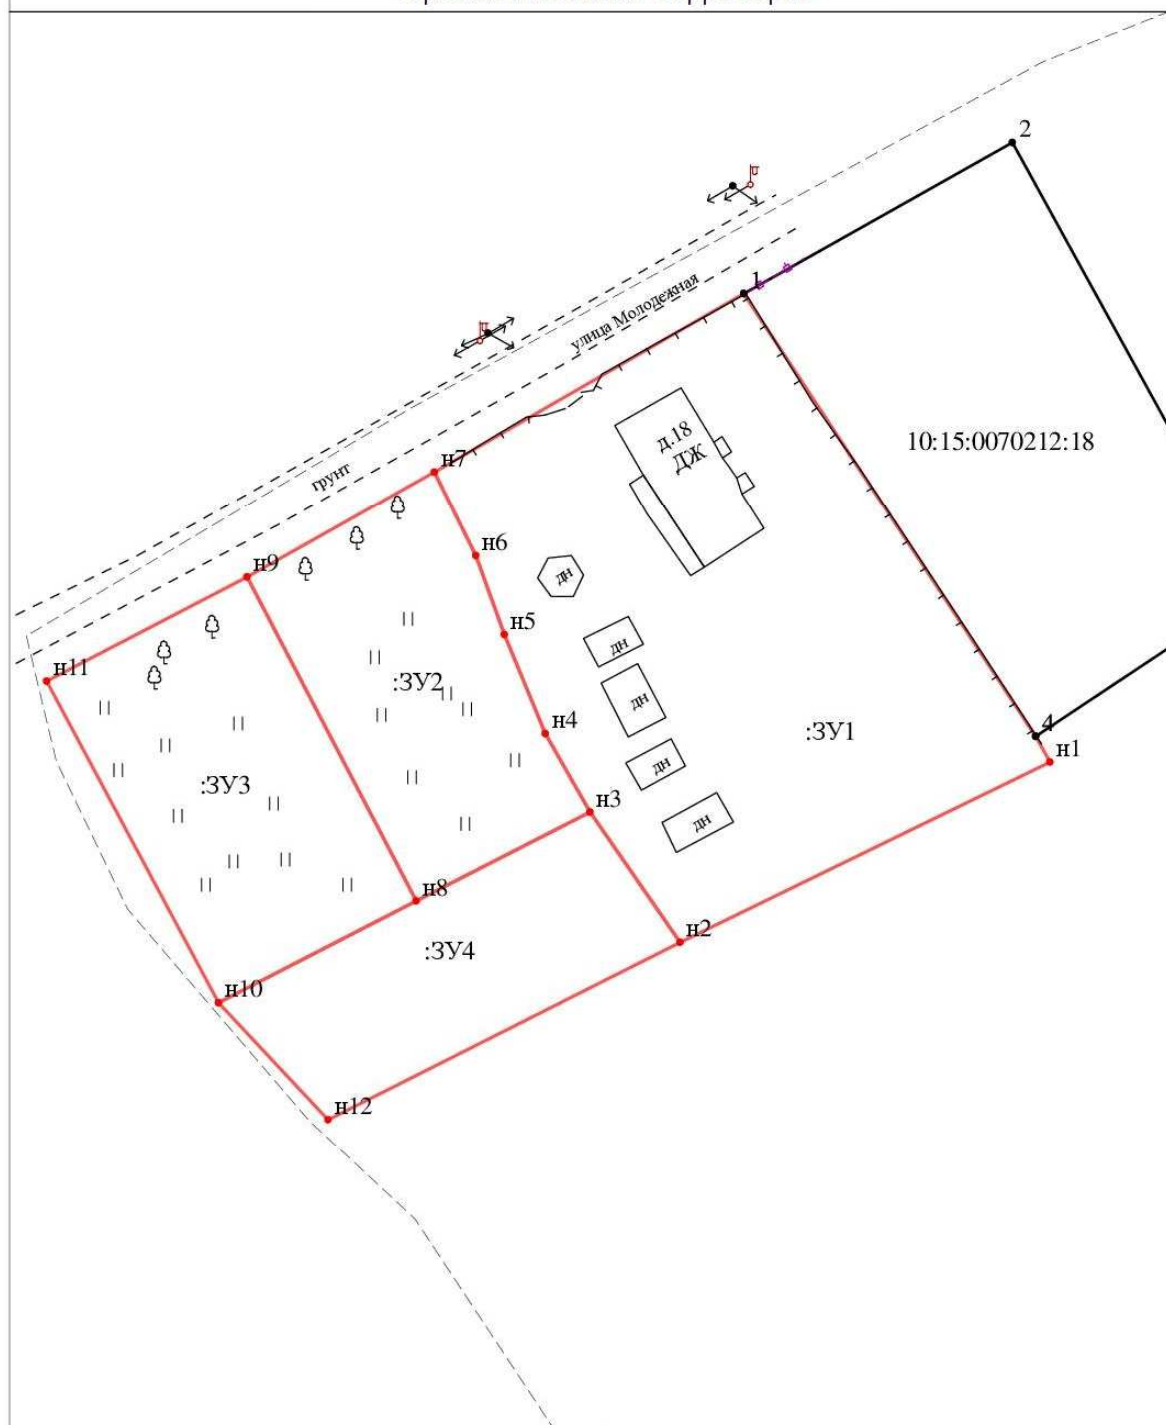 2
1
улица Молодежная
д.18
ДЖ
10:15:0070212:18
н7
грунт
н6
н9
дн
н5
дн
н11
:ЗУ2
дн
н4
:ЗУ1
4
н1
дн
:ЗУ3
н3
дн
н8
н2
:ЗУ4
н10
н12